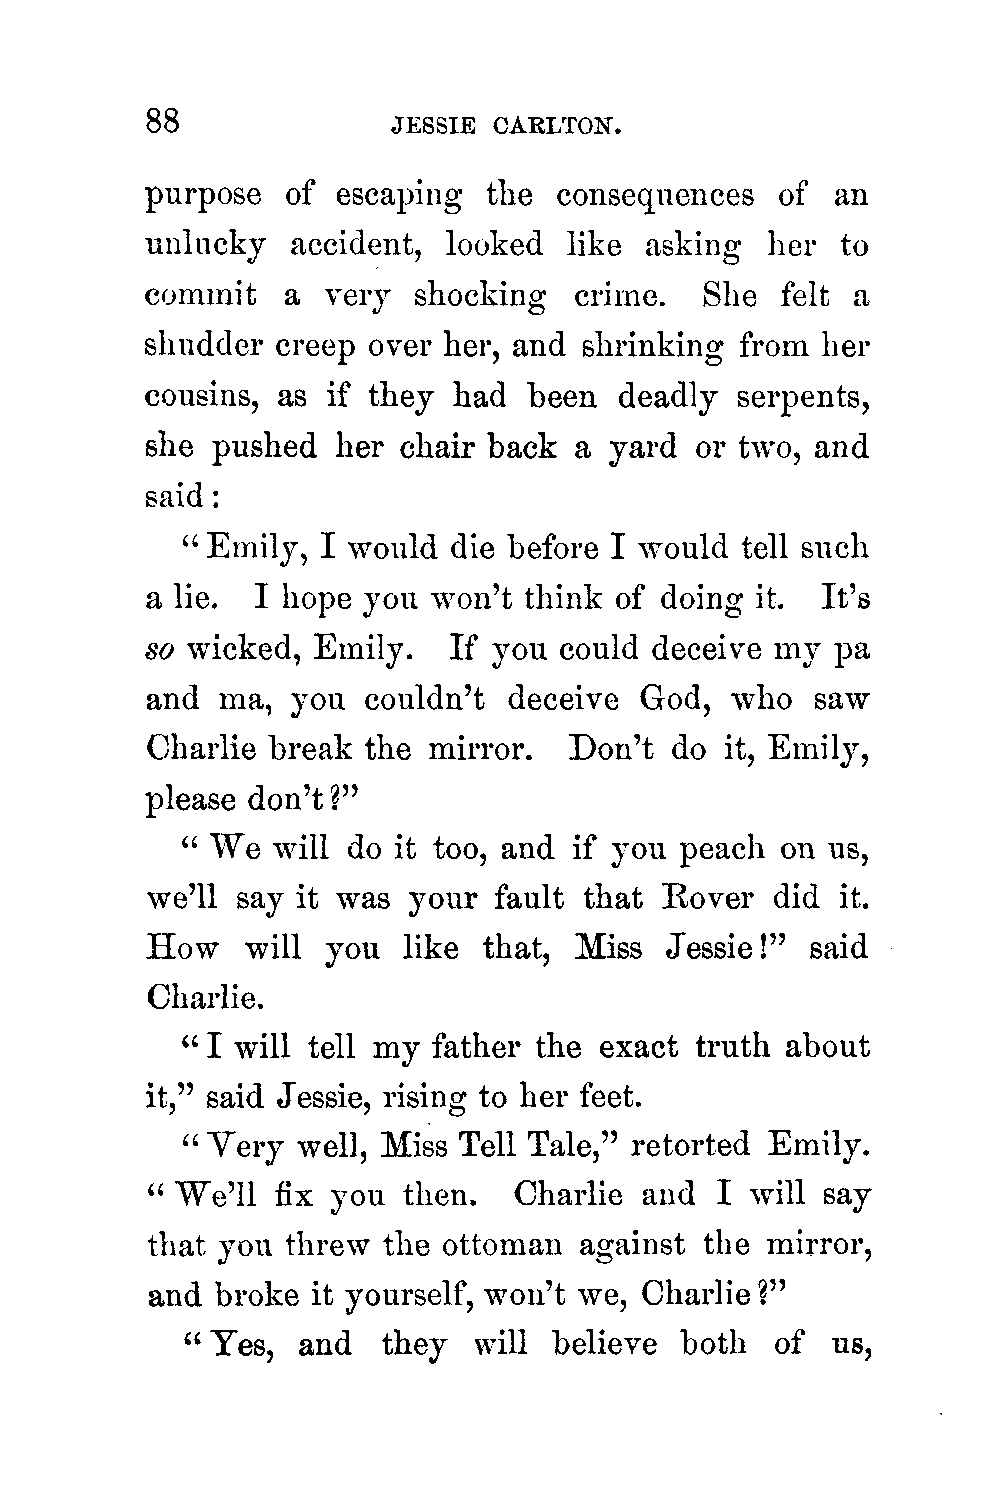 88 JESSIE CARLTON.
purpose of escaping the consequences of an
unlucky accident, looked like asking her to
commit a very shocking crime. She felt a
shudder creep over her, and shrinking from her
cousins, as if they had been deadly serpents,
she pushed her chair back a yard or two, and
said:
“Emily, I would die before I would tell such
a lie. I hope you won’t think of doing it. It’s
so wicked, Emily. If you could deceive my pa
and ma, you couldn’t deceive God, who saw
Charlie break the mirror. Don’t do it, Emily,
please don’t?”
“We will do it too, and if you peach on us,
we’ll say it was your fault that Rover did it.
How will you like that, Miss Jessie!” said
Charlie.
“I will tell my father the exact truth about
it,” said Jessie, rising to her feet.
“Very well, Miss Tell Tale,” retorted Emily.
“We’ll fix you then. Charlie and I will say
that you threw the ottoman against the mirror,
and broke it yourself, won’t we, Charlie?”
“Yes, and they will believe both of us,